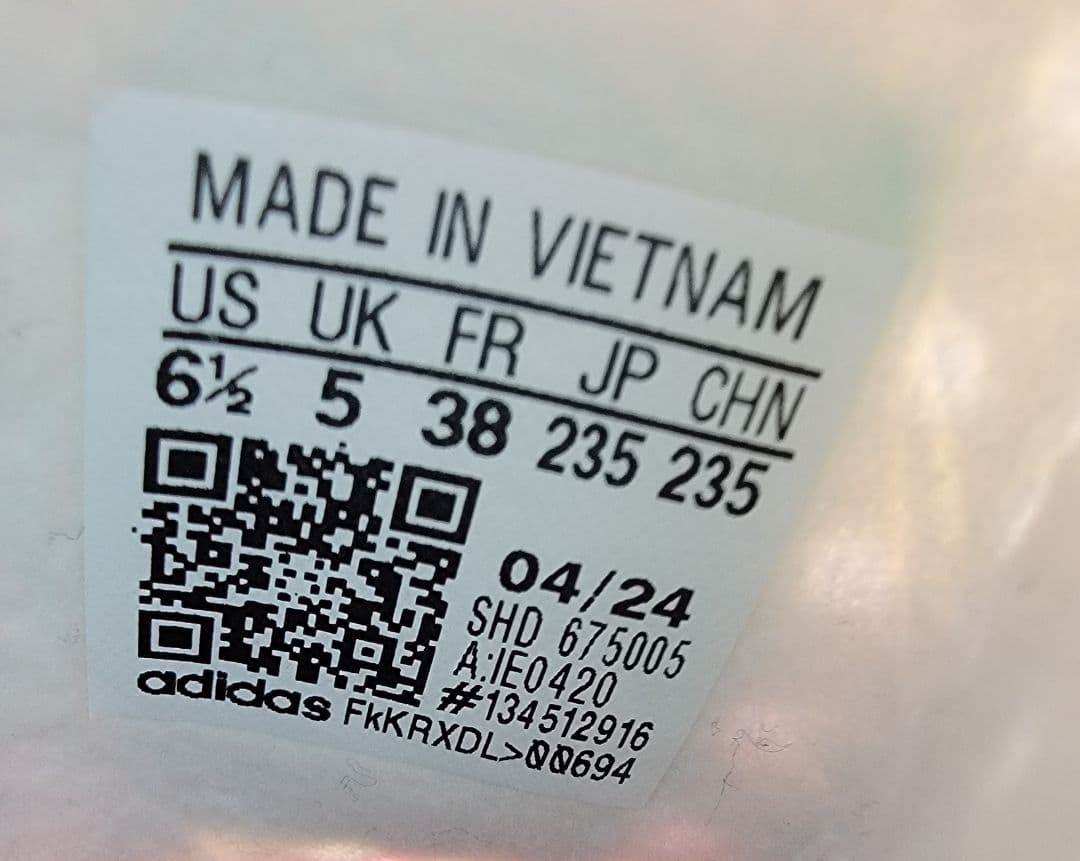 MADE IN VIETNAM
US UK FR JP CHN
6½ 5 38 235 235
04/24
SHD 675005
A:IE0420
#134512916
adidas FkKRXDL>00694